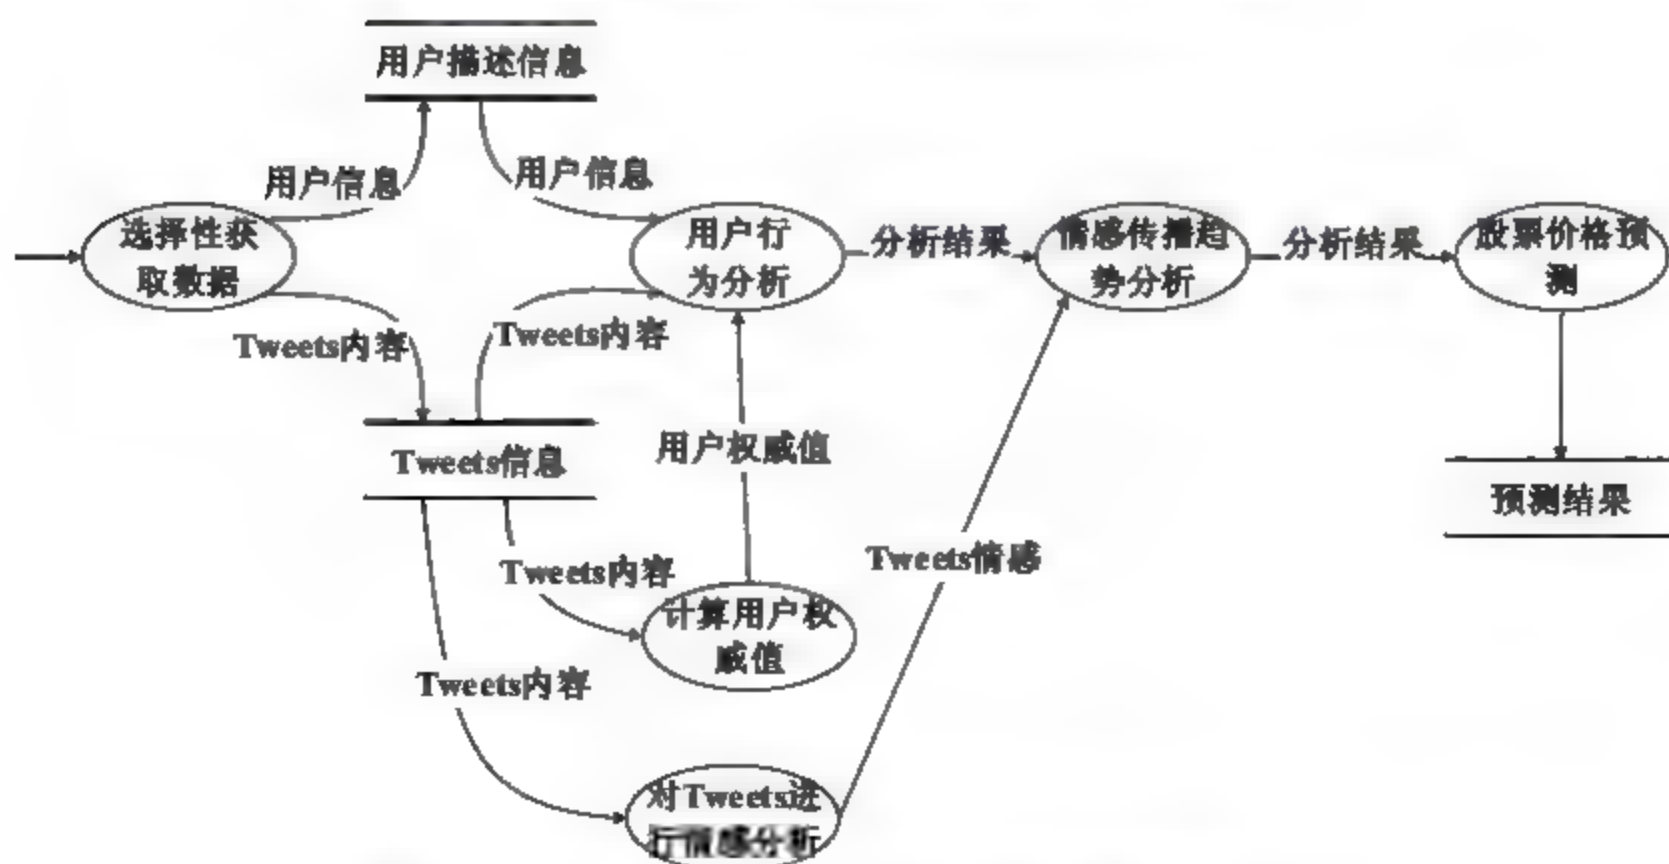 用户描述信息
用户信息
用户信息
选择性获
取数据
用户行
为分析
分析结果
情感传播趋
势分析
分析结果
股票价格预
测
Tweets内容
Tweets内容
Tweets信息
用户权威值
预测结果
Tweets内容
Tweets情感
计算用户权
威值
Tweets内容
对Tweets进
行情感分析